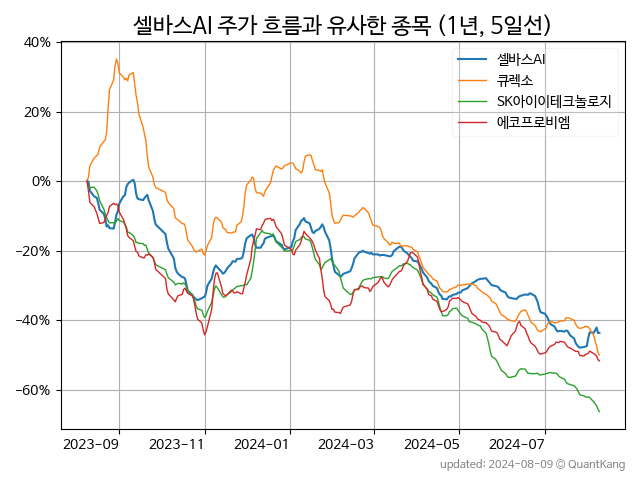 셀바스AI 주가 흐름과 유사한 종목 (1년, 5일선)
40%
20%
0%
−20%
−40%
−60%
셀바스AI
큐렉소
SK아이이테크놀로지
에코프로비엠
2023-09
2023-11
2024-01
2024-03
2024-05
2024-07
updated: 2024-08-09 © QuantKang